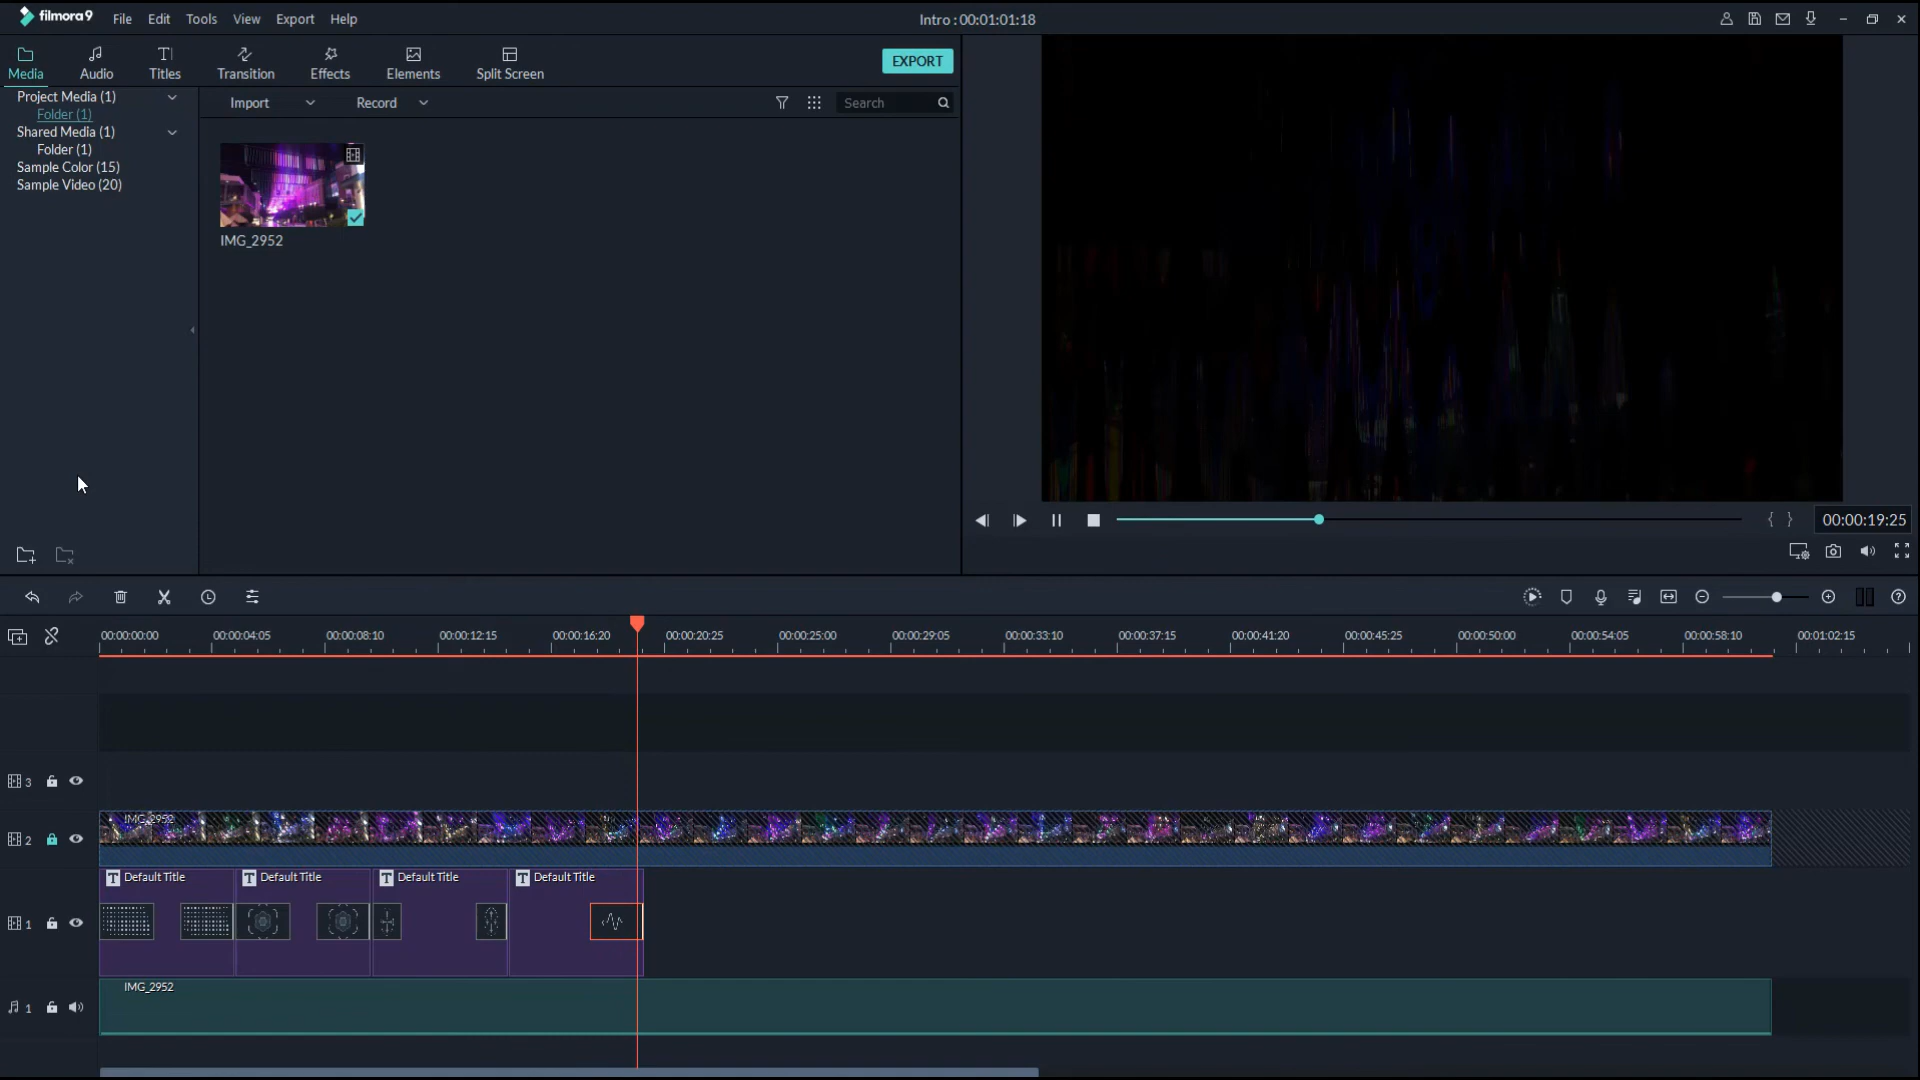 filmora9 File Edit Tools View Export Help Intro : 00:01:01:18
Media Audio Titles Transition Effects Elements Split Screen EXPORT
Project Media (1)
Folder (1)
Shared Media (1)
Folder (1)
Sample Color (15)
Sample Video (20)
Import Record Search
IMG_2952
00:00:19:25
00:00:00:00 00:00:04:05 00:00:08:10 00:00:12:15 00:00:16:20 00:00:20:25 00:00:25:00 00:00:29:05 00:00:33:10 00:00:37:15 00:00:41:20 00:00:45:25 00:00:50:00 00:00:54:05 00:00:58:10 00:01:02:15
3
IMG_2952
2
T Default Title T Default Title T Default Title T Default Title
1
IMG_2952
1